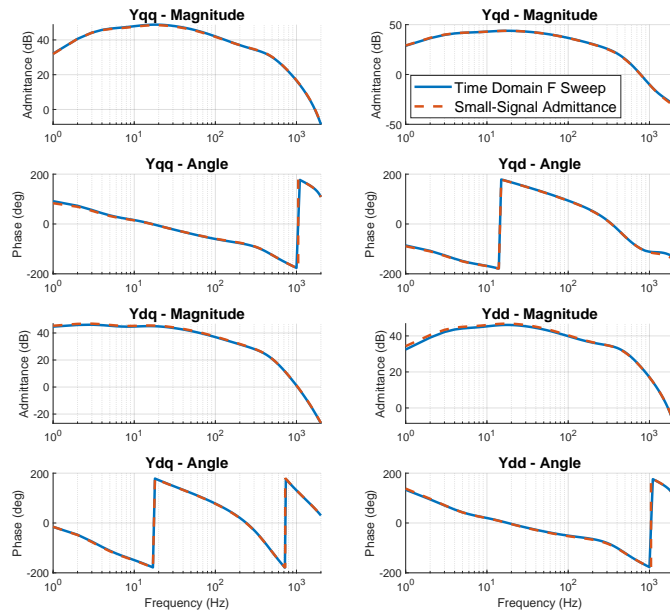 Yqq - Magnitude
Admittance (dB)
40
20
0
10^0
10^1
10^2
10^3
Yqd - Magnitude
Admittance (dB)
50
0
-50
Time Domain F Sweep
Small-Signal Admittance
10^0
10^1
10^2
10^3
Yqq - Angle
Phase (deg)
200
0
-200
10^0
10^1
10^2
10^3
Yqd - Angle
Phase (deg)
200
0
-200
10^0
10^1
10^2
10^3
Ydq - Magnitude
Admittance (dB)
40
20
0
-20
10^0
10^1
10^2
10^3
Ydd - Magnitude
Admittance (dB)
40
20
0
10^0
10^1
10^2
10^3
Ydq - Angle
Phase (deg)
200
0
-200
10^0
10^1
10^2
10^3
Frequency (Hz)
Ydd - Angle
Phase (deg)
200
0
-200
10^0
10^1
10^2
10^3
Frequency (Hz)